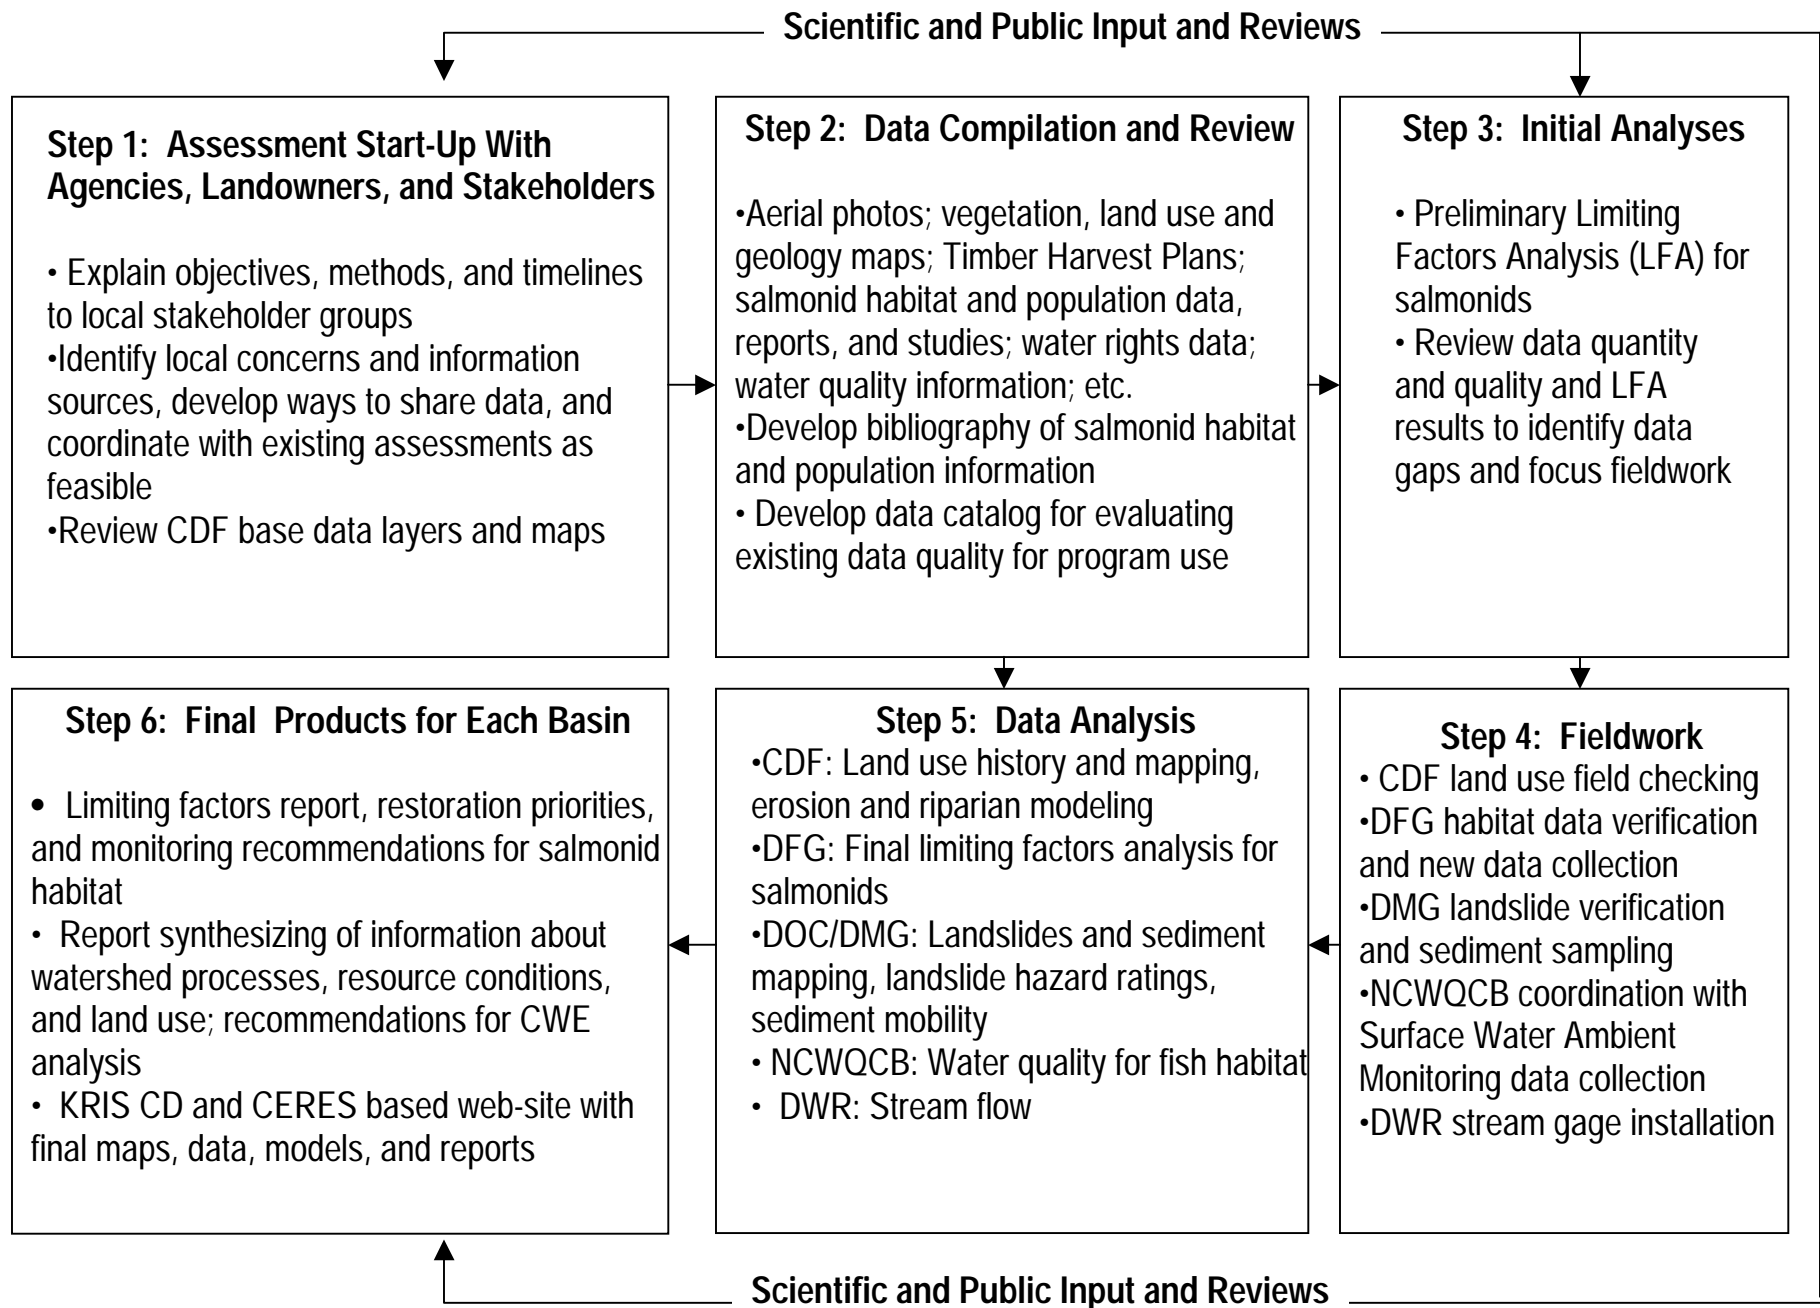 Scientific and Public Input and Reviews
Step 1: Assessment Start-Up With
Agencies, Landowners, and Stakeholders
• Explain objectives, methods, and timelines
to local stakeholder groups
•Identify local concerns and information
sources, develop ways to share data, and
coordinate with existing assessments as
feasible
•Review CDF base data layers and maps
Step 2: Data Compilation and Review
•Aerial photos; vegetation, land use and
geology maps; Timber Harvest Plans;
salmonid habitat and population data,
reports, and studies; water rights data;
water quality information; etc.
•Develop bibliography of salmonid habitat
and population information
• Develop data catalog for evaluating
existing data quality for program use
Step 3: Initial Analyses
• Preliminary Limiting
Factors Analysis (LFA) for
salmonids
• Review data quantity
and quality and LFA
results to identify data
gaps and focus fieldwork
Step 4: Fieldwork
• CDF land use field checking
•DFG habitat data verification
and new data collection
•DMG landslide verification
and sediment sampling
•NCWQCB coordination with
Surface Water Ambient
Monitoring data collection
•DWR stream gage installation
Step 5: Data Analysis
•CDF: Land use history and mapping,
erosion and riparian modeling
•DFG: Final limiting factors analysis for
salmonids
•DOC/DMG: Landslides and sediment
mapping, landslide hazard ratings,
sediment mobility
• NCWQCB: Water quality for fish habitat
• DWR: Stream flow
Step 6: Final Products for Each Basin
• Limiting factors report, restoration priorities,
and monitoring recommendations for salmonid
habitat
• Report synthesizing of information about
watershed processes, resource conditions,
and land use; recommendations for CWE
analysis
• KRIS CD and CERES based web-site with
final maps, data, models, and reports
Scientific and Public Input and Reviews